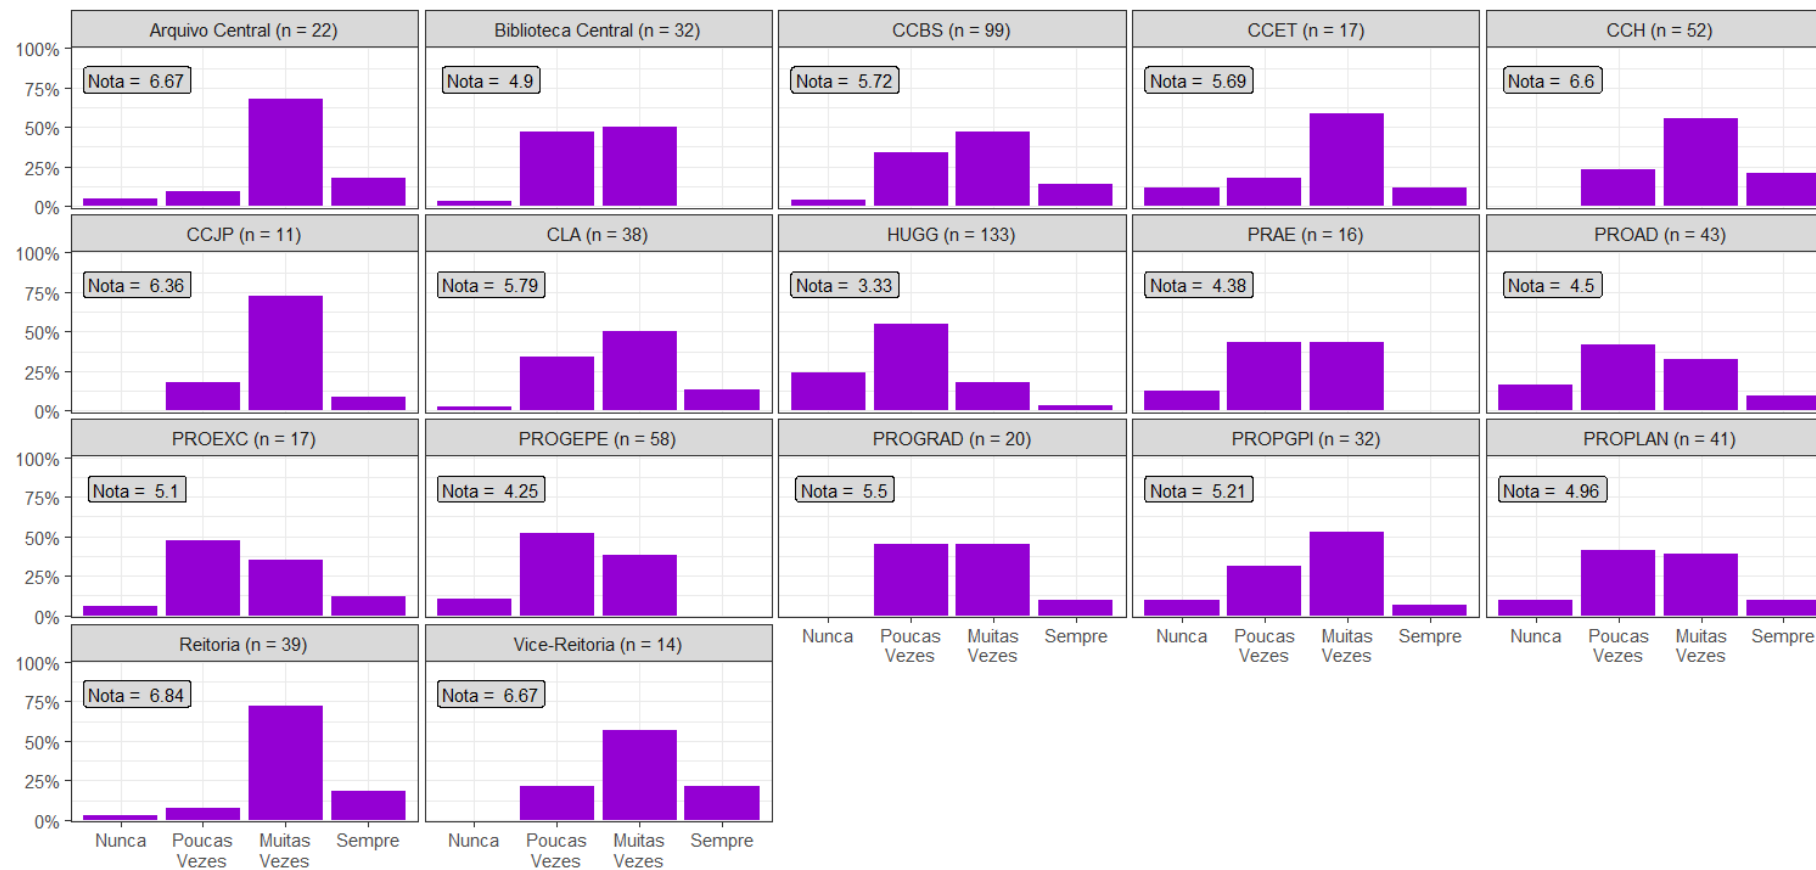 Arquivo Central (n = 22)
Biblioteca Central (n = 32)
CCBS (n = 99)
CCET (n = 17)
CCH (n = 52)
100%
75%
50%
25%
0%
Nota = 6.67
Nota = 4.9
Nota = 5.72
Nota = 5.69
Nota = 6.6
CCJP (n = 11)
CLA (n = 38)
HUGG (n = 133)
PRAE (n = 16)
PROAD (n = 43)
100%
75%
50%
25%
0%
Nota = 6.36
Nota = 5.79
Nota = 3.33
Nota = 4.38
Nota = 4.5
PROEXC (n = 17)
PROGEPE (n = 58)
PROGRAD (n = 20)
PROPGPI (n = 32)
PROPLAN (n = 41)
100%
75%
50%
25%
0%
Nota = 5.1
Nota = 4.25
Nota = 5.5
Nota = 5.21
Nota = 4.96
Nunca
Poucas
Vezes
Muitas
Vezes
Sempre
Nunca
Poucas
Vezes
Muitas
Vezes
Sempre
Nunca
Poucas
Vezes
Muitas
Vezes
Sempre
Reitoria (n = 39)
Vice-Reitoria (n = 14)
100%
75%
50%
25%
0%
Nota = 6.84
Nota = 6.67
Nunca
Poucas
Vezes
Muitas
Vezes
Sempre
Nunca
Poucas
Vezes
Muitas
Vezes
Sempre